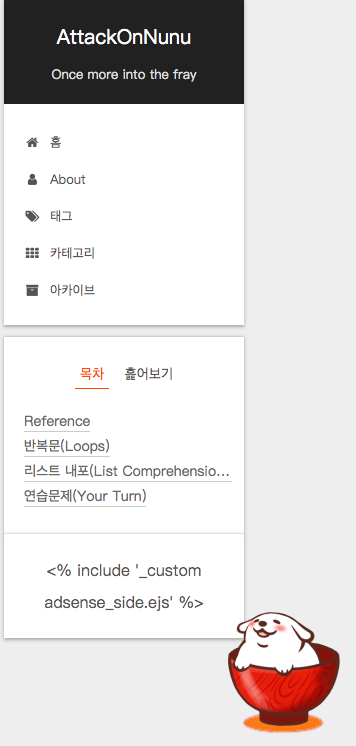 AttackOnNunu
Once more into the fray
홈
About
태그
카테고리
아카이브
목차 훑어보기
Reference
반복문(Loops)
리스트 내포(List Comprehensio...
연습문제(Your Turn)
<% include '_custom
adsense_side.ejs' %>